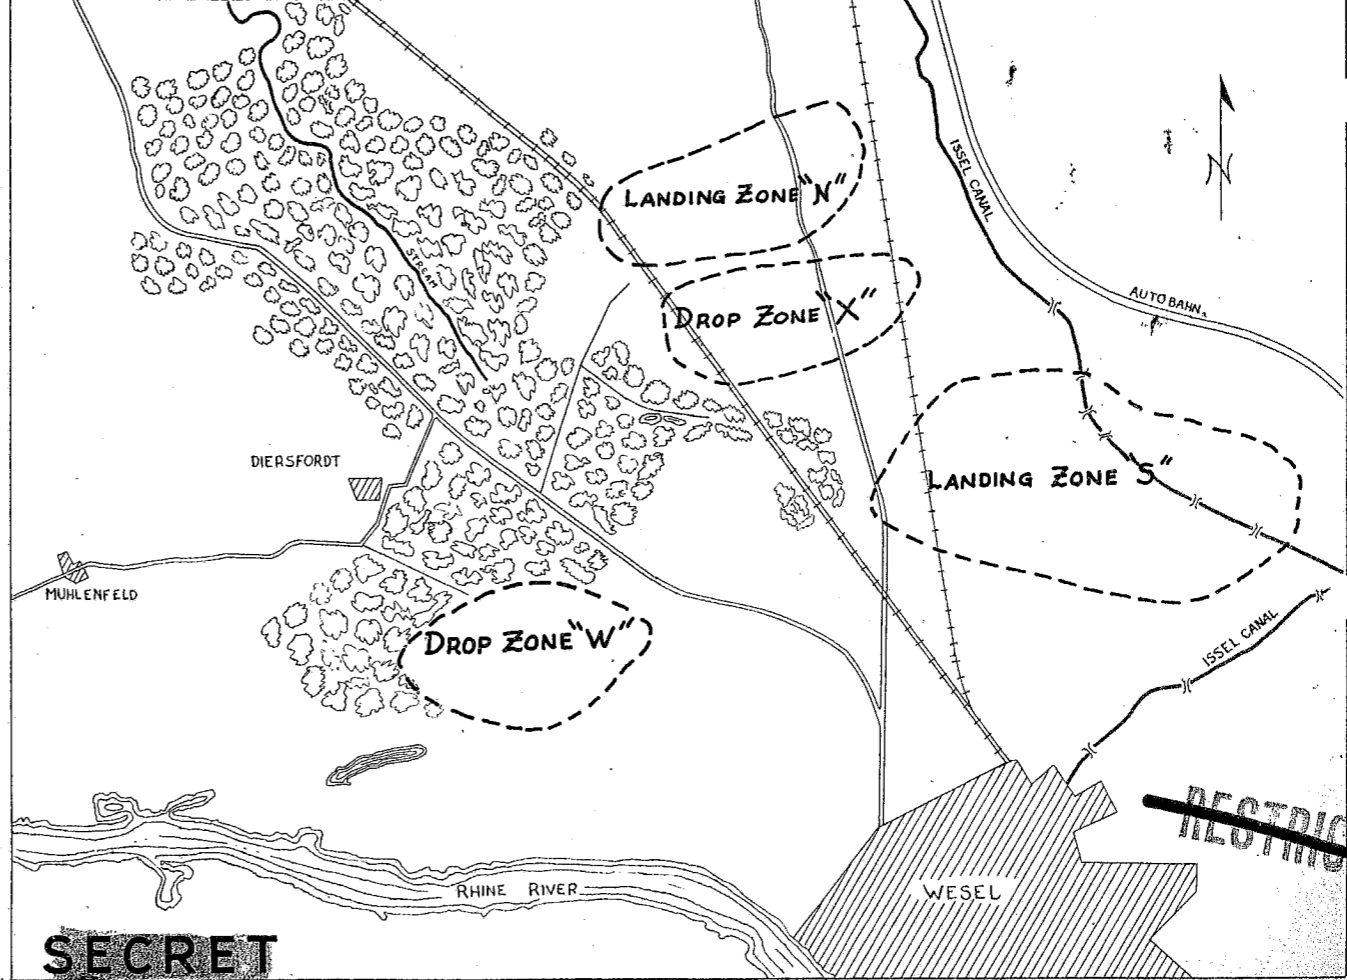 ISSEL CANAL
N
LANDING ZONE "N"
STREAM
AUTOBAHN
DROP ZONE "X"
DIERSFORDT
LANDING ZONE "S"
MUHLENFELD
DROP ZONE "W"
ISSEL CANAL
RESTRIC
RHINE RIVER
WESEL
SECRET